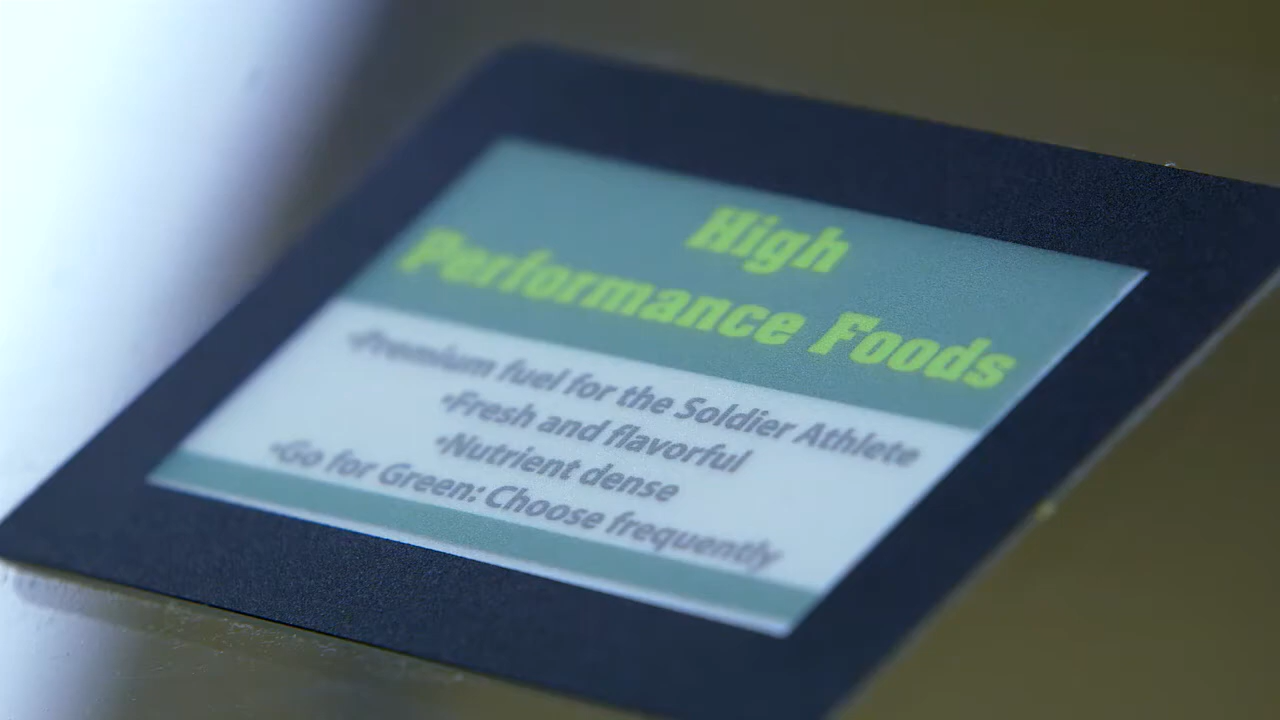 High
Performance Foods
•Premium fuel for the Soldier Athlete
•Fresh and flavorful
•Nutrient dense
•Go for Green: Choose frequently